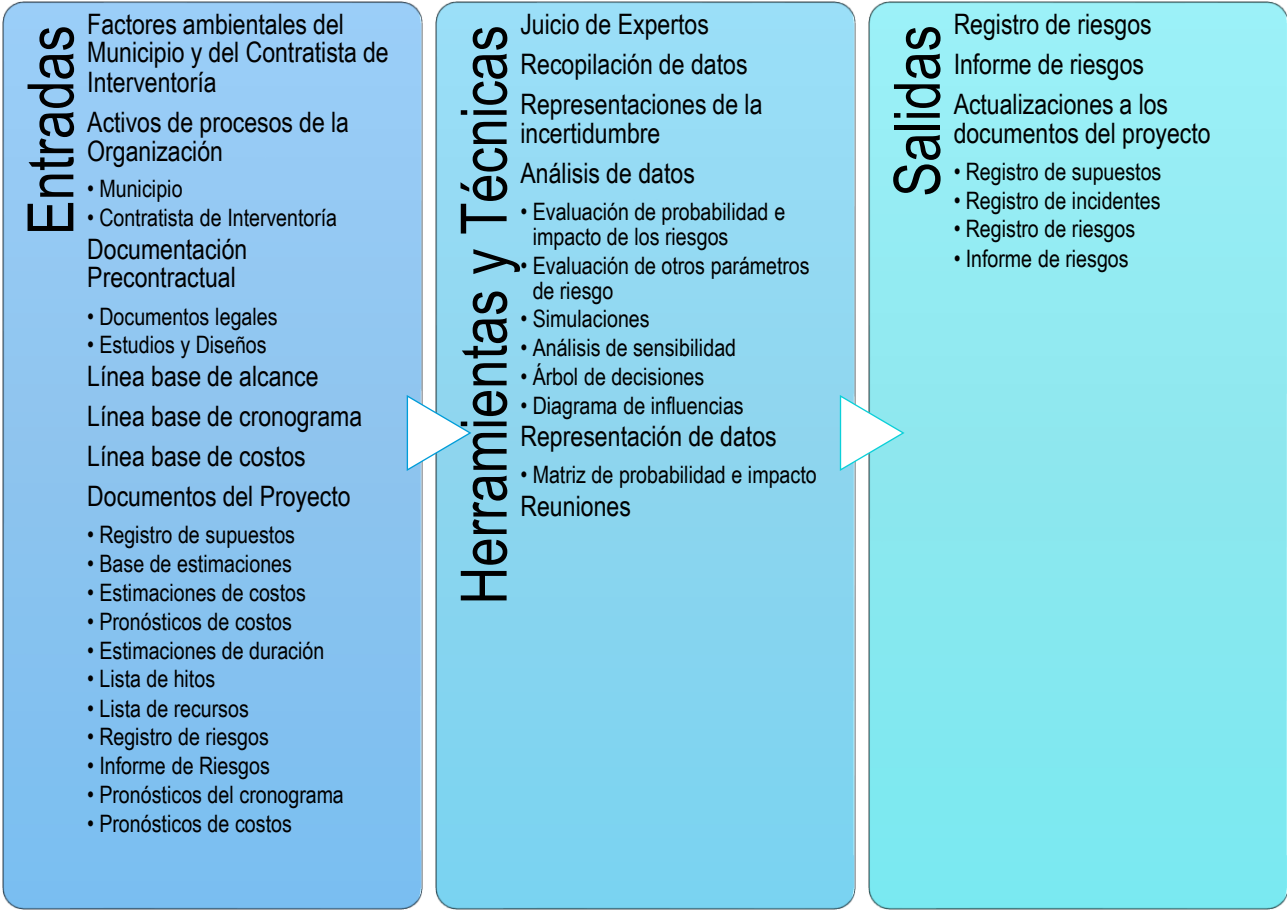 Entradas
Factores ambientales del
Municipio y del Contratista de
Interventoría
Activos de procesos de la
Organización
• Municipio
• Contratista de Interventoría
Documentación
Precontractual
• Documentos legales
• Estudios y Diseños
Línea base de alcance
Línea base de cronograma
Línea base de costos
Documentos del Proyecto
• Registro de supuestos
• Base de estimaciones
• Estimaciones de costos
• Pronósticos de costos
• Estimaciones de duración
• Lista de hitos
• Lista de recursos
• Registro de riesgos
• Informe de Riesgos
• Pronósticos del cronograma
• Pronósticos de costos
Herramientas y Técnicas
Juicio de Expertos
Recopilación de datos
Representaciones de la
incertidumbre
Análisis de datos
• Evaluación de probabilidad e
impacto de los riesgos
• Evaluación de otros parámetros
de riesgo
• Simulaciones
• Análisis de sensibilidad
• Árbol de decisiones
• Diagrama de influencias
Representación de datos
• Matriz de probabilidad e impacto
Reuniones
Salidas
Registro de riesgos
Informe de riesgos
Actualizaciones a los
documentos del proyecto
• Registro de supuestos
• Registro de incidentes
• Registro de riesgos
• Informe de riesgos